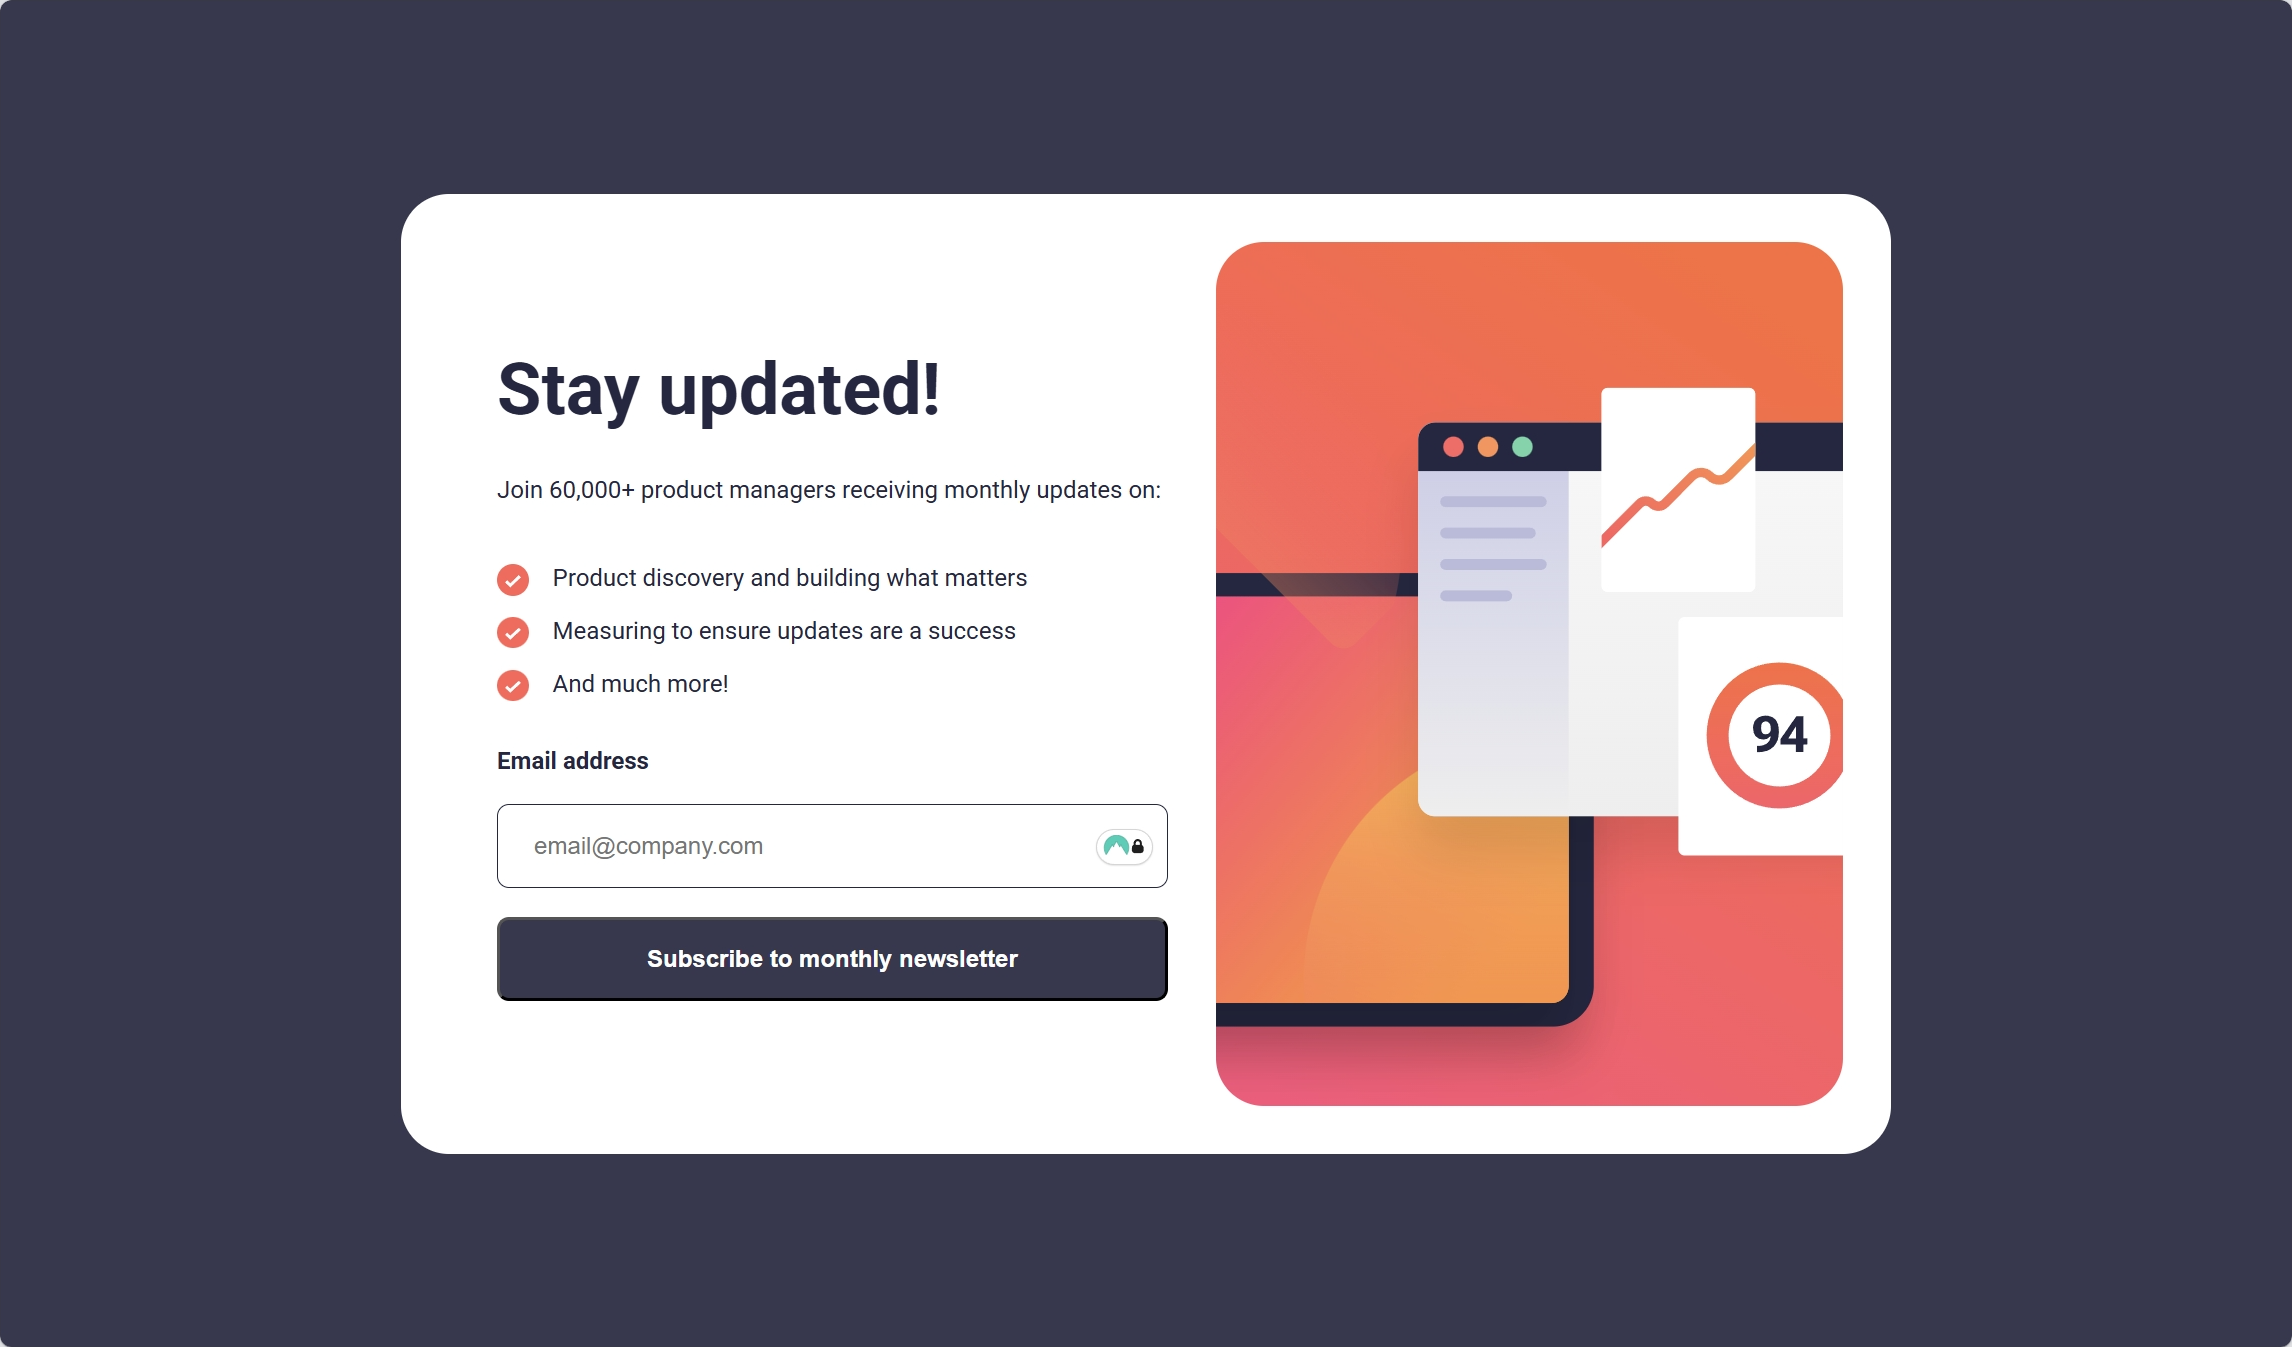 Stay updated!
Join 60,000+ product managers receiving monthly updates on:
Product discovery and building what matters
Measuring to ensure updates are a success
And much more!
Email address
email@company.com
Subscribe to monthly newsletter
94